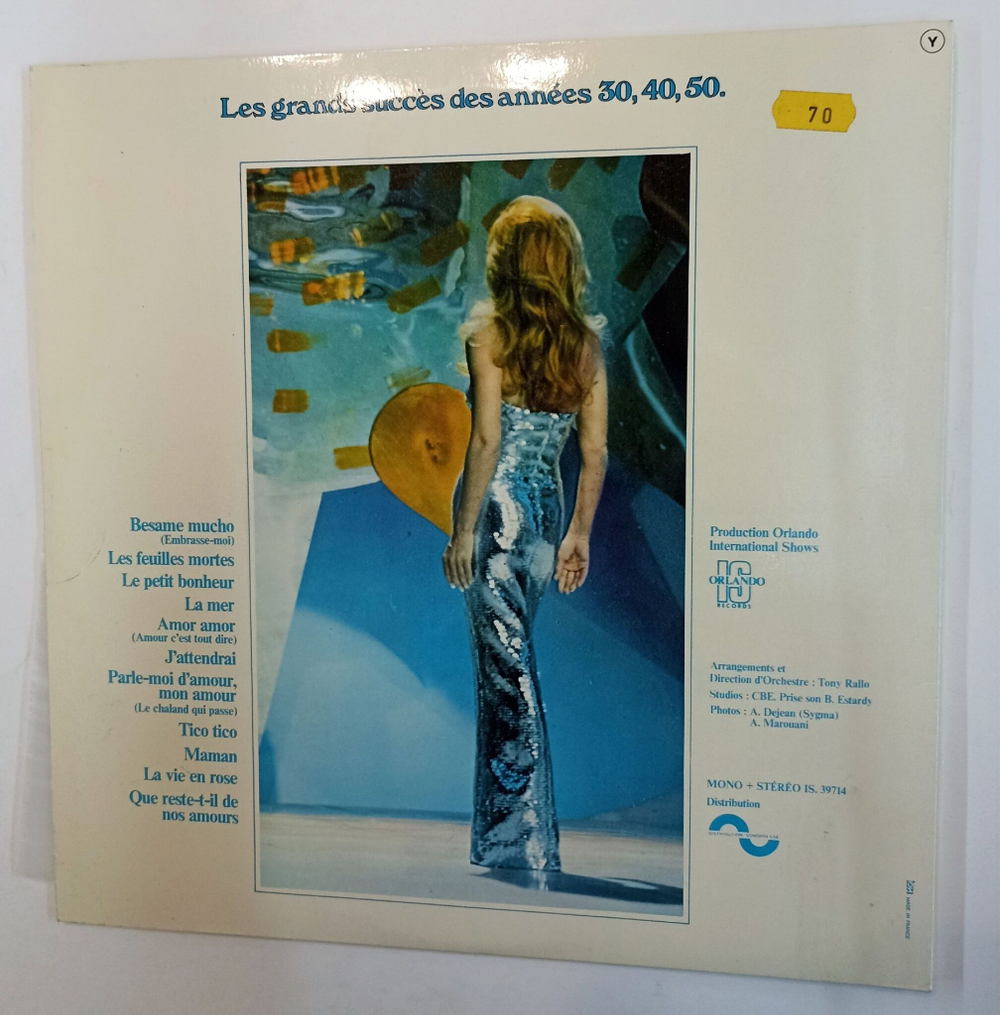 Y
Les grands succès des années 30, 40, 50.
70
Besame mucho
(Embrasse-moi)
Les feuilles mortes
Le petit bonheur
La mer
Amor amor
(Amour c'est tout dire)
J'attendrai
Parle-moi d'amour,
mon amour
(Le chaland qui passe)
Tico tico
Maman
La vie en rose
Que reste-t-il de
nos amours
Production Orlando
International Shows
IS
ORLANDO
RECORDS
Arrangements et
Direction d'Orchestre : Tony Rallo
Studios : CBE. Prise son B. Estardy
Photos : A. Dejean (Sygma)
A. Marouani
MONO + STÉRÉO IS. 39714
Distribution
MADE IN FRANCE